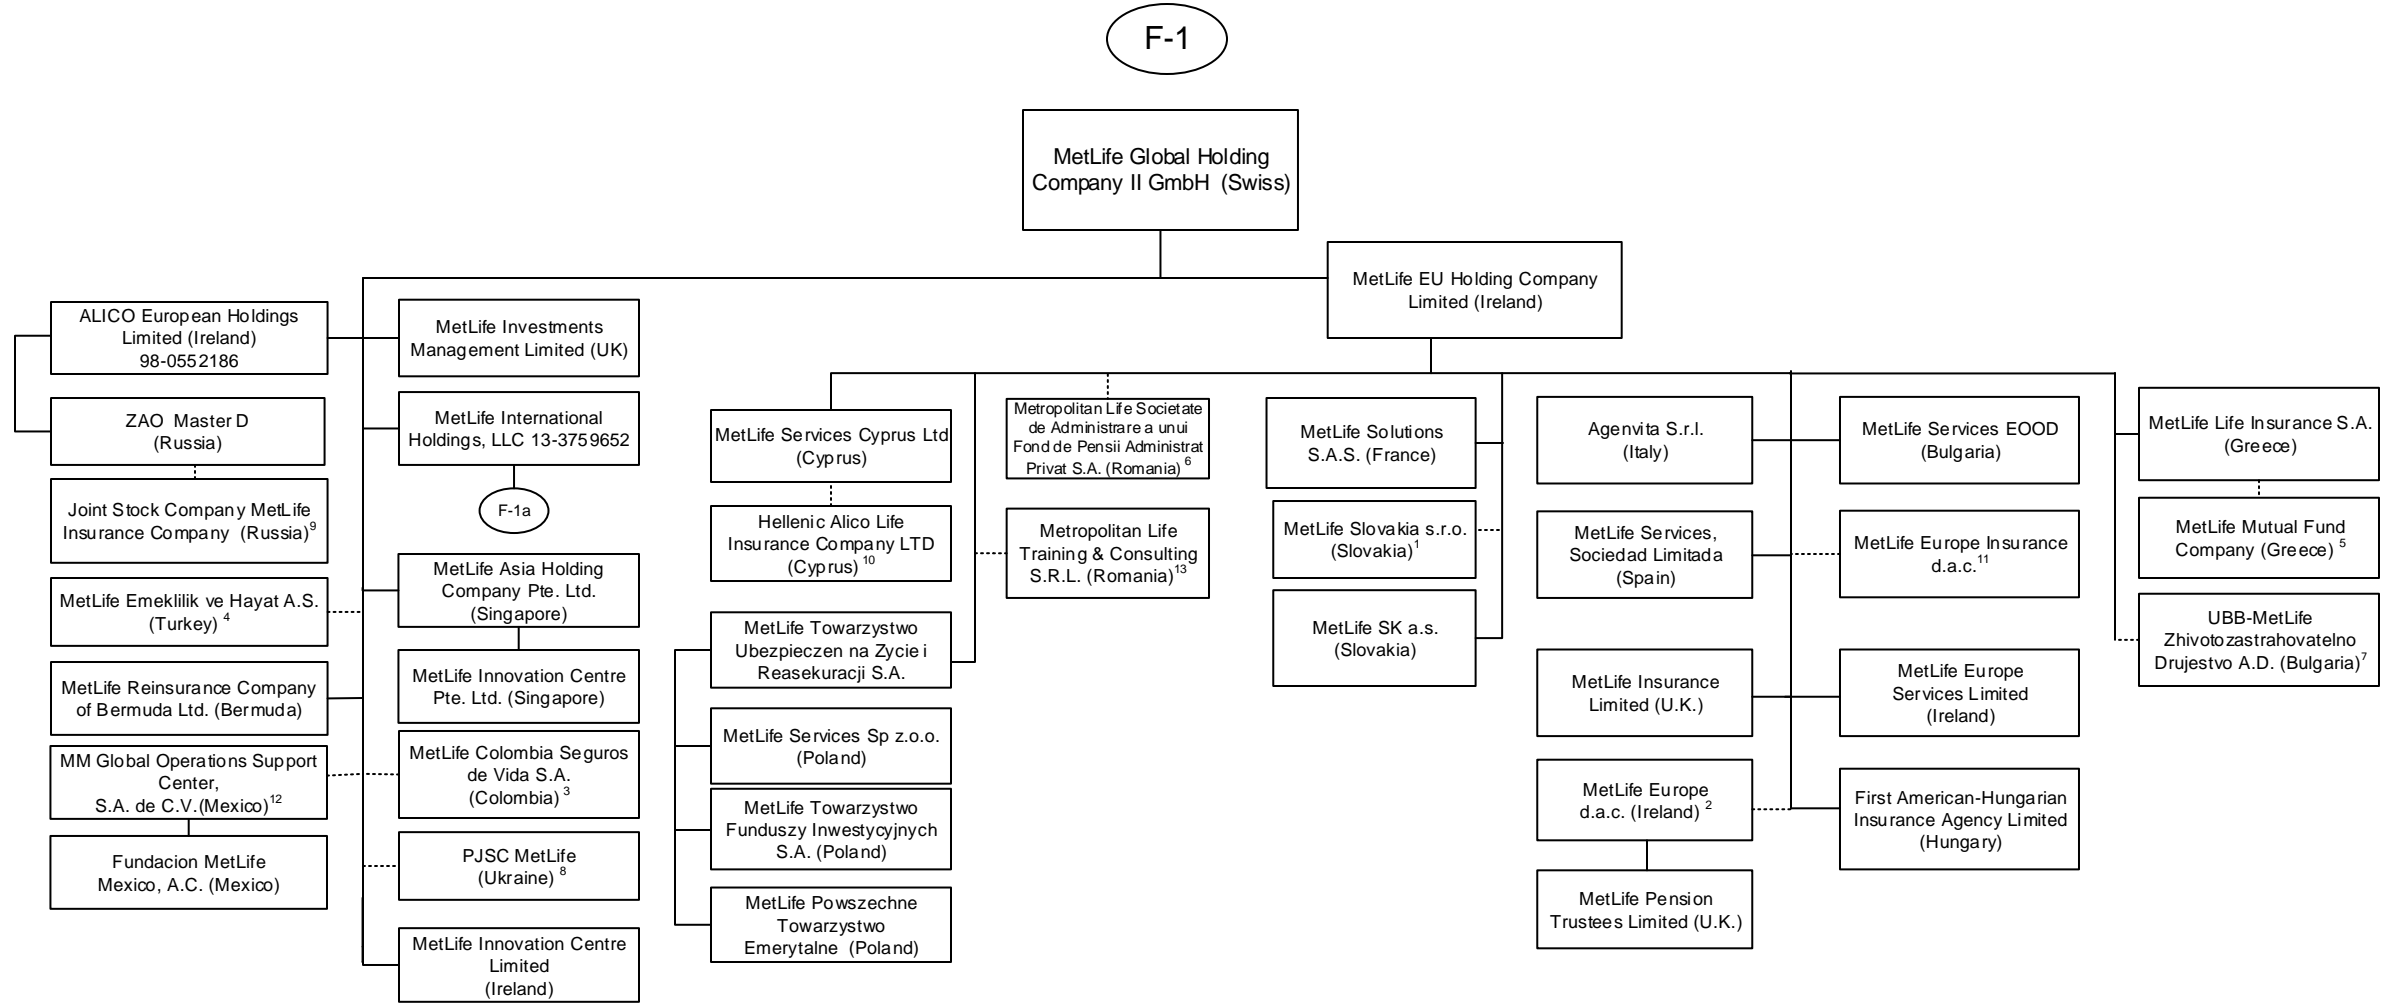 F-1
MetLife Global Holding
Company II GmbH (Swiss)
MetLife EU Holding Company
Limited (Ireland)
ALICO European Holdings
Limited (Ireland)
98-0552186
ZAO Master D
(Russia)
Joint Stock Company MetLife
Insurance Company (Russia)9
MetLife Emeklilik ve Hayat A.S.
(Turkey) 4
MetLife Reinsurance Company
of Bermuda Ltd. (Bermuda)
MM Global Operations Support
Center,
S.A. de C.V.(Mexico)12
Fundacion MetLife
Mexico, A.C. (Mexico)
MetLife Investments
Management Limited (UK)
MetLife International
Holdings, LLC 13-3759652
F-1a
MetLife Asia Holding
Company Pte. Ltd.
(Singapore)
MetLife Innovation Centre
Pte. Ltd. (Singapore)
MetLife Colombia Seguros
de Vida S.A.
(Colombia) 3
PJSC MetLife
(Ukraine) 8
MetLife Innovation Centre
Limited
(Ireland)
MetLife Services Cyprus Ltd
(Cyprus)
Hellenic Alico Life
Insurance Company LTD
(Cyprus) 10
MetLife Towarzystwo
Ubezpieczen na Zycie i
Reasekuracji S.A.
MetLife Services Sp z.o.o.
(Poland)
MetLife Towarzystwo
Funduszy Inwestycyjnych
S.A. (Poland)
MetLife Powszechne
Towarzystwo
Emerytalne (Poland)
Metropolitan Life Societate
de Administrare a unui
Fond de Pensii Administrat
Privat S.A. (Romania) 6
Metropolitan Life
Training & Consulting
S.R.L. (Romania)13
MetLife Solutions
S.A.S. (France)
MetLife Slovakia s.r.o.
(Slovakia)1
MetLife SK a.s.
(Slovakia)
Agenvita S.r.l.
(Italy)
MetLife Services,
Sociedad Limitada
(Spain)
MetLife Insurance
Limited (U.K.)
MetLife Europe
d.a.c. (Ireland) 2
MetLife Pension
Trustees Limited (U.K.)
MetLife Services EOOD
(Bulgaria)
MetLife Europe Insurance
d.a.c.11
MetLife Europe
Services Limited
(Ireland)
First American-Hungarian
Insurance Agency Limited
(Hungary)
MetLife Life Insurance S.A.
(Greece)
MetLife Mutual Fund
Company (Greece) 5
UBB-MetLife
Zhivotozastrahovatelno
Drujestvo A.D. (Bulgaria)7